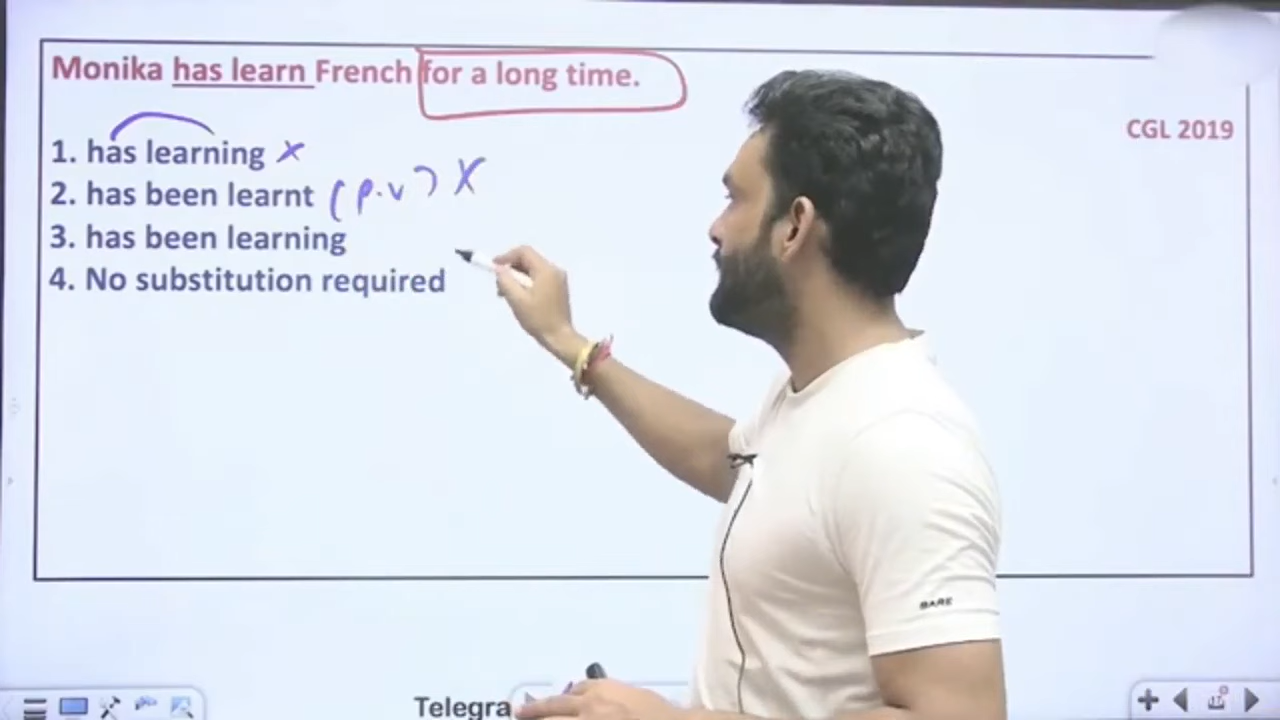 Monika has learn French for a long time.
CGL 2019
1. has learning x
2. has been learnt (P.V) X
3. has been learning
4. No substitution required
BARE
Telegra